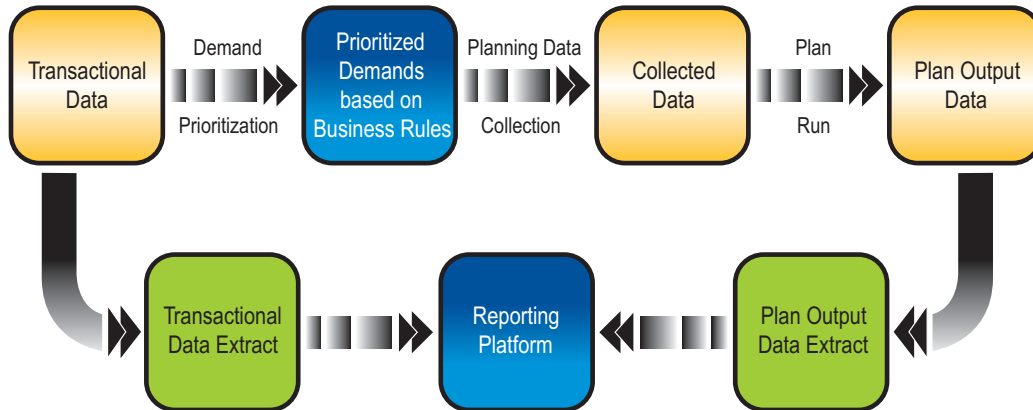 Transactional
Data
Demand
Prioritization
Prioritized
Demands
based on
Business Rules
Planning Data
Collection
Collected
Data
Plan
Run
Plan Output
Data
Transactional
Data Extract
Reporting
Platform
Plan Output
Data Extract